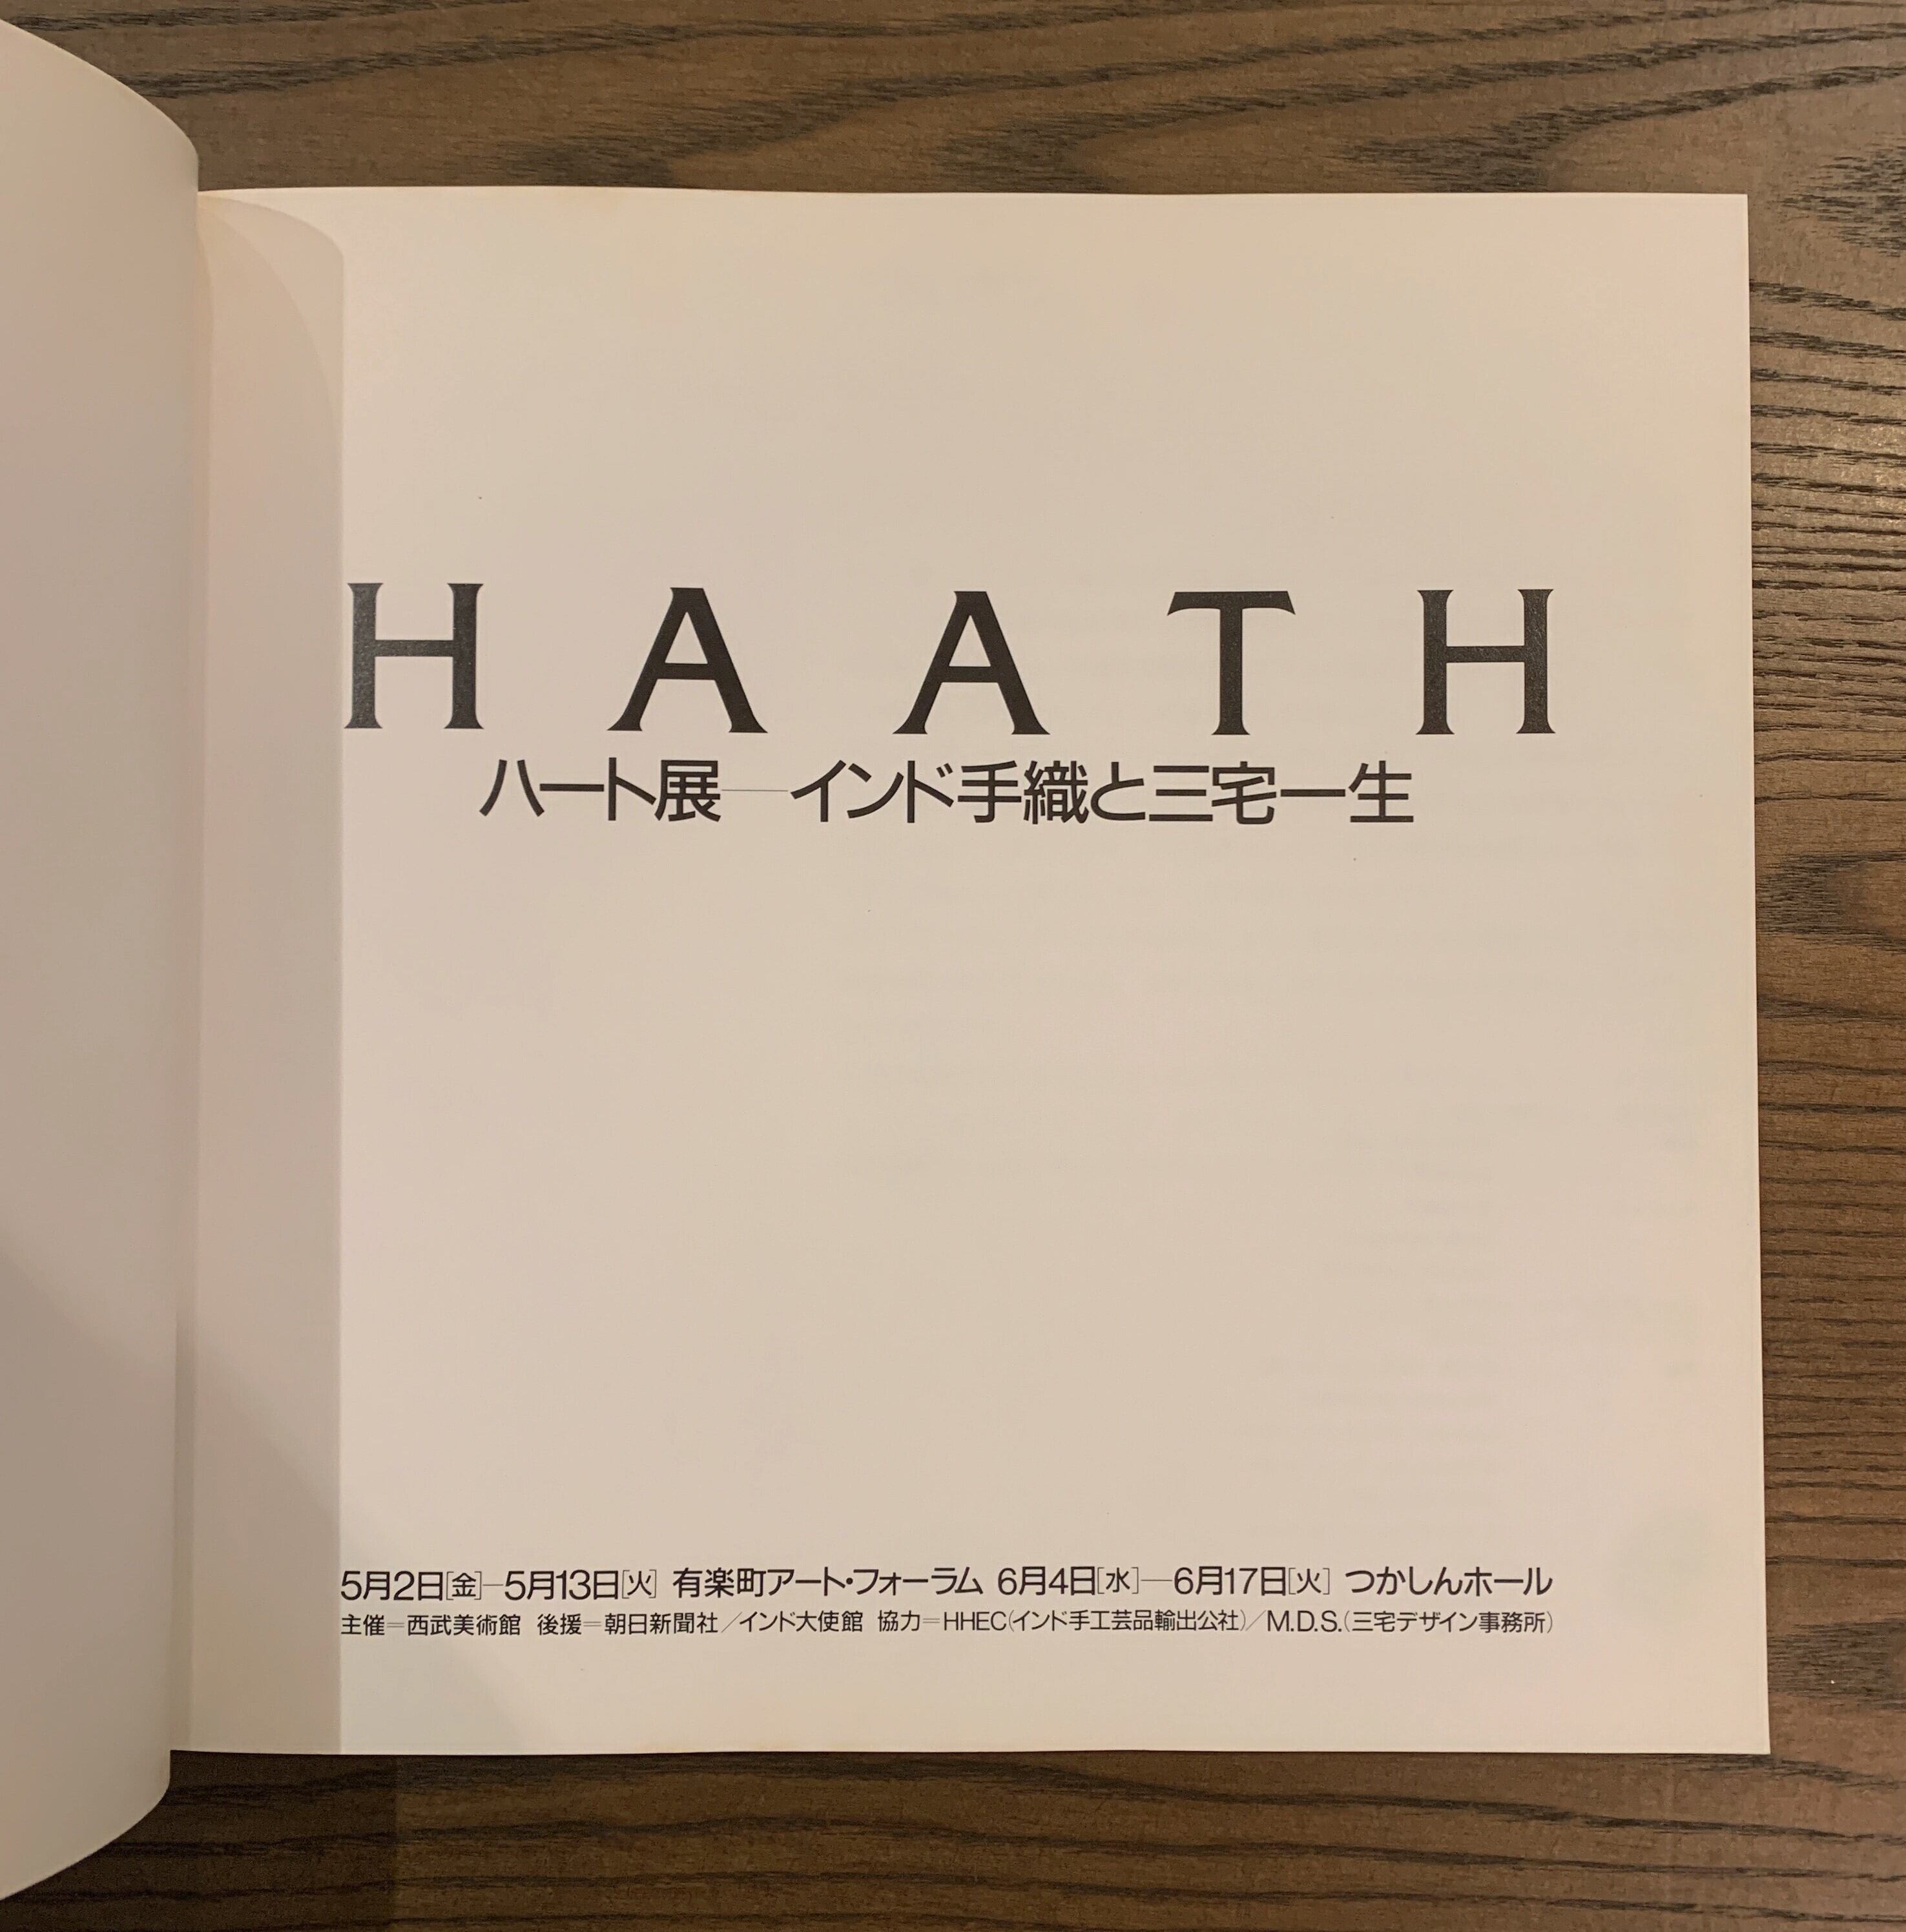 HAATH
ハート展──インド手織と三宅一生
5月2日[金]─5月13日[火] 有楽町アート・フォーラム 6月4日[水]─6月17日[火] つかしんホール
主催=西武美術館 後援=朝日新聞社/インド大使館 協力=HHEC(インド手工芸品輸出公社)/M.D.S.(三宅デザイン事務所)